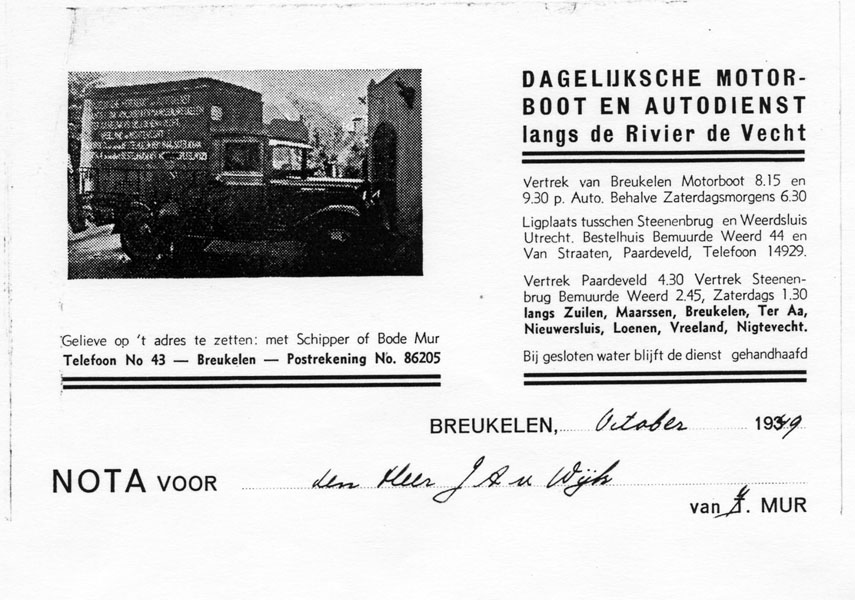 DAGELIJKSCHE MOTOR-
BOOT EN AUTODIENST
langs de Rivier de Vecht
Vertrek van Breukelen Motorboot 8.15 en
9.30 p. Auto. Behalve Zaterdagsmorgens 6.30
Ligplaats tusschen Steenenbrug en Weerdsluis
Utrecht. Bestelhuis Bemuurde Weerd 44 en
Van Straaten, Paardeveld, Telefoon 14929.
Vertrek Paardeveld 4.30 Vertrek Steenen-
brug Bemuurde Weerd 2.45, Zaterdags 1.30
langs Zuilen, Maarssen, Breukelen, Ter Aa,
Nieuwersluis, Loenen, Vreeland, Nigtevecht.
Bij gesloten water blijft de dienst gehandhaafd
Gelieve op 't adres te zetten: met Schipper of Bode Mur
Telefoon No 43 — Breukelen — Postrekening No. 86205
BREUKELEN, October 1949
NOTA VOOR den Heer J A v Wijk
van J. MUR